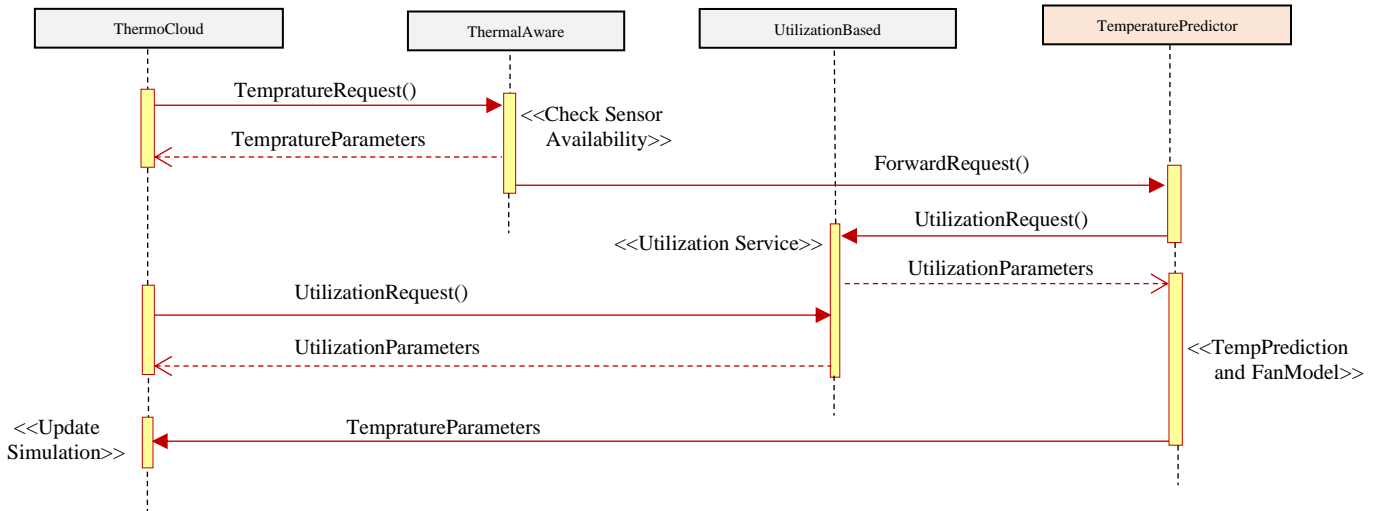 ThermoCloud
ThermalAware
UtilizationBased
TemperaturePredictor
TempratureRequest()
<<Check Sensor
Availability>>
TempratureParameters
ForwardRequest()
UtilizationRequest()
<<Utilization Service>>
UtilizationParameters
UtilizationRequest()
UtilizationParameters
<<TempPrediction
and FanModel>>
<<Update
Simulation>>
TempratureParameters